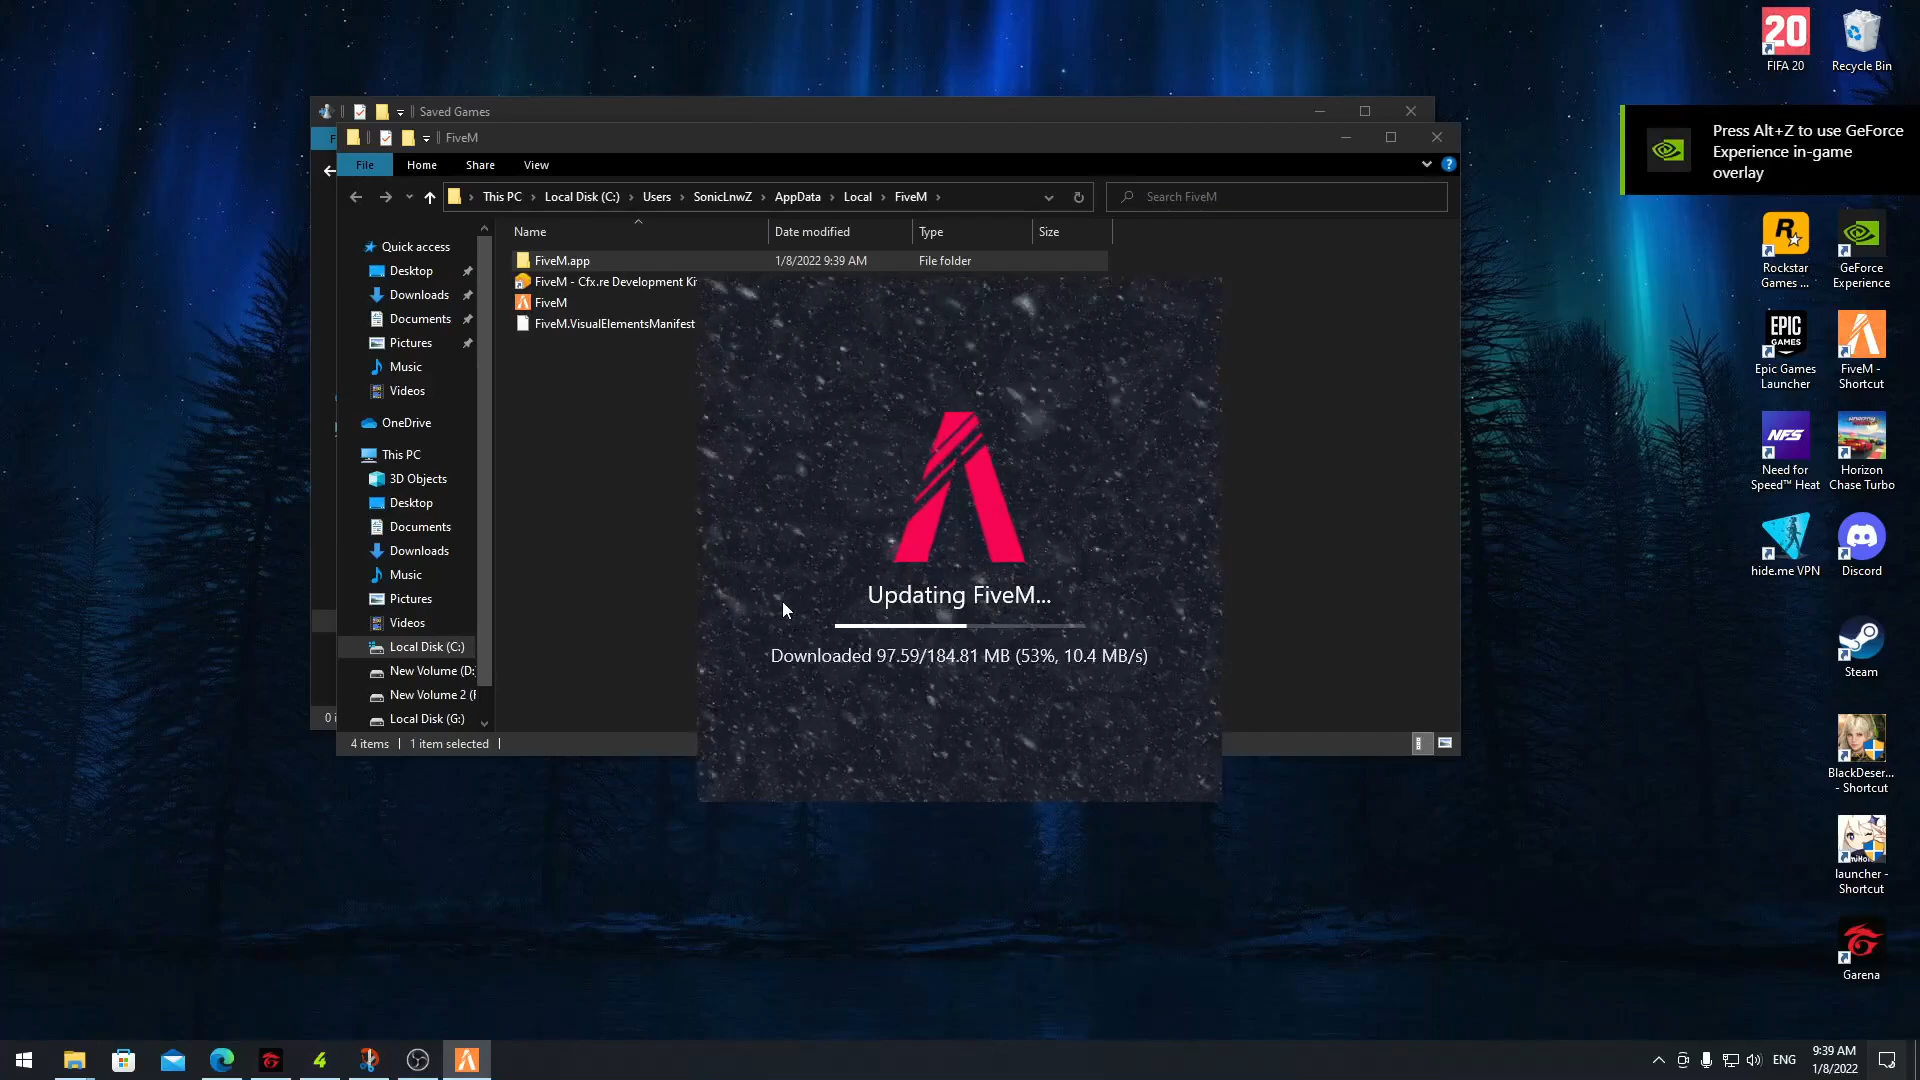 20
FIFA 20
Recycle Bin
Saved Games
F
FiveM
Press Alt+Z to use GeForce
Experience in-game
overlay
File
Home
Share
View
This PC
Local Disk (C:)
Users
SonicLnwZ
AppData
Local
FiveM
Search FiveM
Name
Date modified
Type
Size
FiveM.app
1/8/2022 9:39 AM
File folder
FiveM - Cfx.re Development Ki
FiveM
FiveM.VisualElementsManifest
Quick access
Desktop
Downloads
Documents
Pictures
Music
Videos
OneDrive
This PC
3D Objects
Desktop
Documents
Downloads
Music
Pictures
Videos
Local Disk (C:)
New Volume (D:
New Volume 2 (F
Local Disk (G:)
0 i
4 items
1 item selected
Updating FiveM...
Downloaded 97.59/184.81 MB (53%, 10.4 MB/s)
Rockstar
Games ...
GeForce
Experience
EPIC
GAMES
Epic Games
Launcher
FiveM -
Shortcut
NFS
Need for
Speed™ Heat
Horizon
Chase Turbo
hide.me VPN
Discord
Steam
BlackDeser...
- Shortcut
launcher -
Shortcut
Garena
ENG
9:39 AM
1/8/2022